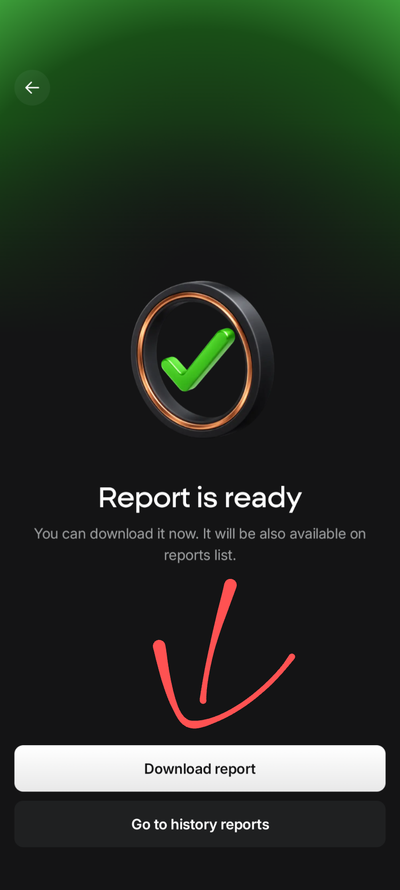 Report is ready
You can download it now. It will be also available on
reports list.
Download report
Go to history reports